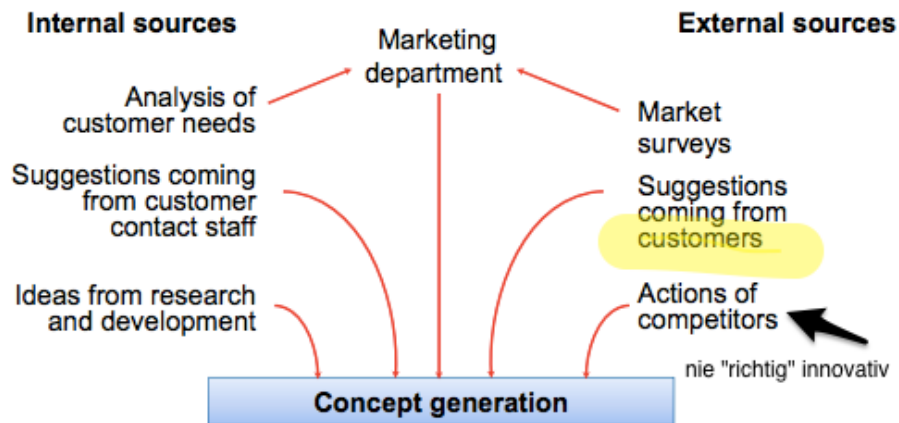 Internal sources
External sources
Marketing
department
Analysis of
customer needs
Market
surveys
Suggestions coming
from customer
contact staff
Suggestions
coming from
customers
Ideas from research
and development
Actions of
competitors
nie "richtig" innovativ
Concept generation